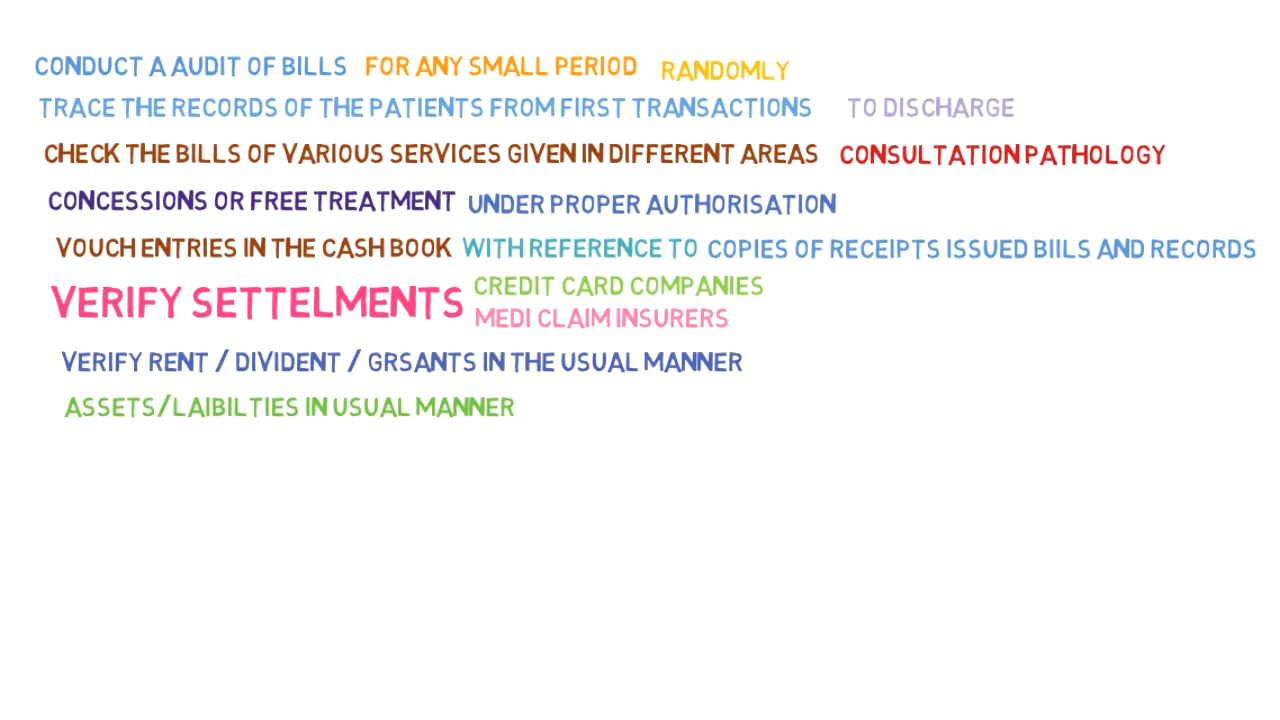 CONDUCT A AUDIT OF BILLS FOR ANY SMALL PERIOD RANDOMLY
TRACE THE RECORDS OF THE PATIENTS FROM FIRST TRANSACTIONS TO DISCHARGE
CHECK THE BILLS OF VARIOUS SERVICES GIVEN IN DIFFERENT AREAS CONSULTATION PATHOLOGY
CONCESSIONS OR FREE TREATMENT UNDER PROPER AUTHORISATION
VOUCH ENTRIES IN THE CASH BOOK WITH REFERENCE TO COPIES OF RECEIPTS ISSUED BIILS AND RECORDS
VERIFY SETTELMENTS CREDIT CARD COMPANIES
MEDI CLAIM INSURERS
VERIFY RENT / DIVIDENT / GRSANTS IN THE USUAL MANNER
ASSETS/LAIBILTIES IN USUAL MANNER